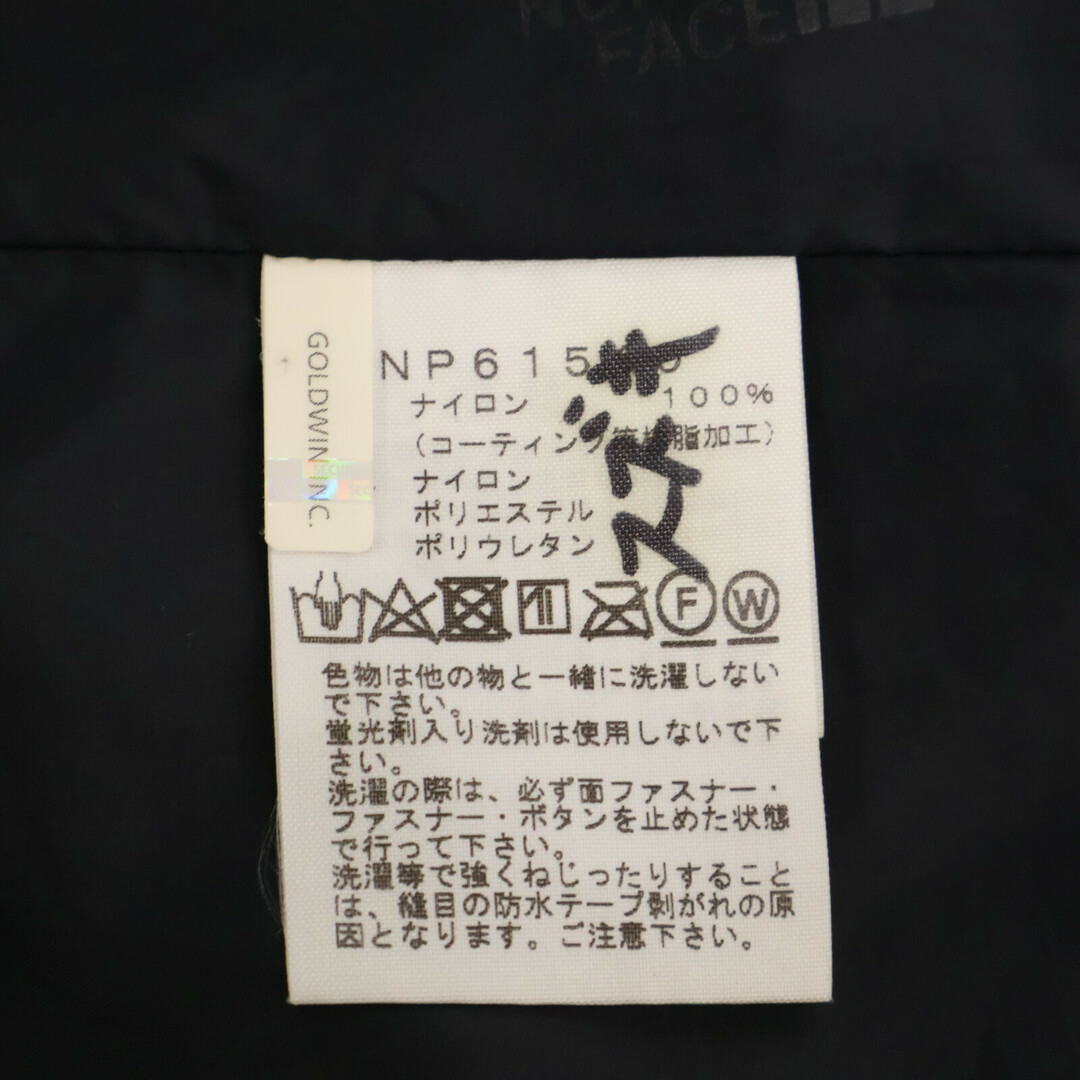 FACE
GOLDWIN INC.
NP615
ナイロン 100%
(コーティング等樹脂加工)
ナイロン
ポリエステル
ポリウレタン
F W
色物は他の物と一緒に洗濯しない
で下さい。
蛍光剤入り洗剤は使用しないで下
さい。
洗濯の際は、必ず面ファスナー・
ファスナー・ボタンを止めた状態
で行って下さい。
洗濯等で強くねじったりすること
は、縫目の防水テープ剥がれの原
因となります。ご注意下さい。